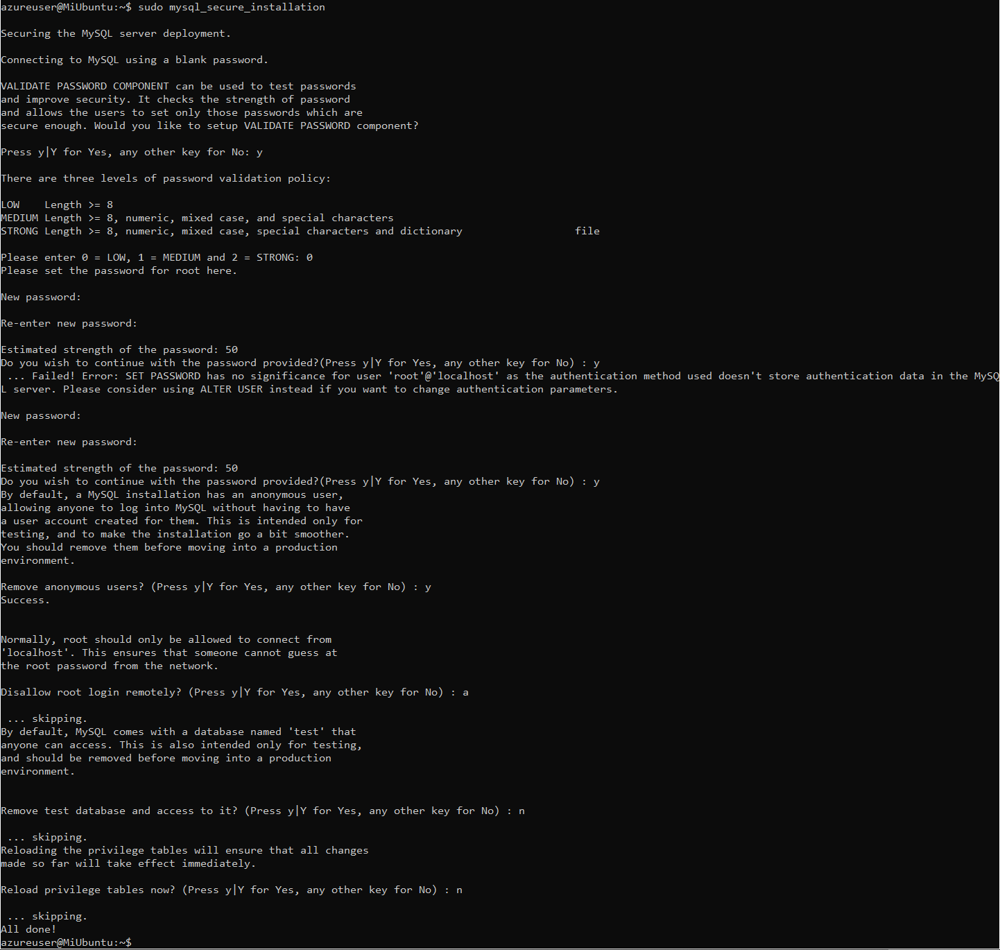 azureuser@MiUbuntu:~$ sudo mysql_secure_installation
Securing the MySQL server deployment.
Connecting to MySQL using a blank password.
VALIDATE PASSWORD COMPONENT can be used to test passwords
and improve security. It checks the strength of password
and allows the users to set only those passwords which are
secure enough. Would you like to setup VALIDATE PASSWORD component?
Press y|Y for Yes, any other key for No: y
There are three levels of password validation policy:
LOW    Length >= 8
MEDIUM Length >= 8, numeric, mixed case, and special characters
STRONG Length >= 8, numeric, mixed case, special characters and dictionary                  file
Please enter 0 = LOW, 1 = MEDIUM and 2 = STRONG: 0
Please set the password for root here.
New password:
Re-enter new password:
Estimated strength of the password: 50
Do you wish to continue with the password provided?(Press y|Y for Yes, any other key for No) : y
 ... Failed! Error: SET PASSWORD has no significance for user 'root'@'localhost' as the authentication method used doesn't store authentication data in the MySQ
L server. Please consider using ALTER USER instead if you want to change authentication parameters.
New password:
Re-enter new password:
Estimated strength of the password: 50
Do you wish to continue with the password provided?(Press y|Y for Yes, any other key for No) : y
By default, a MySQL installation has an anonymous user,
allowing anyone to log into MySQL without having to have
a user account created for them. This is intended only for
testing, and to make the installation go a bit smoother.
You should remove them before moving into a production
environment.
Remove anonymous users? (Press y|Y for Yes, any other key for No) : y
Success.
Normally, root should only be allowed to connect from
'localhost'. This ensures that someone cannot guess at
the root password from the network.
Disallow root login remotely? (Press y|Y for Yes, any other key for No) : a
 ... skipping.
By default, MySQL comes with a database named 'test' that
anyone can access. This is also intended only for testing,
and should be removed before moving into a production
environment.
Remove test database and access to it? (Press y|Y for Yes, any other key for No) : n
 ... skipping.
Reloading the privilege tables will ensure that all changes
made so far will take effect immediately.
Reload privilege tables now? (Press y|Y for Yes, any other key for No) : n
 ... skipping.
All done!
azureuser@MiUbuntu:~$